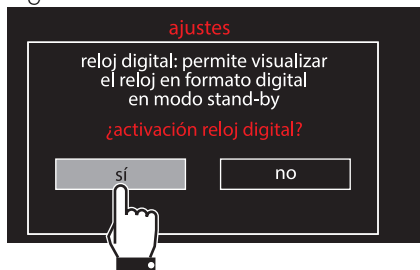 ajustes
reloj digital: permite visualizar
el reloj en formato digital
en modo stand-by
¿activación reloj digital?
sí
no